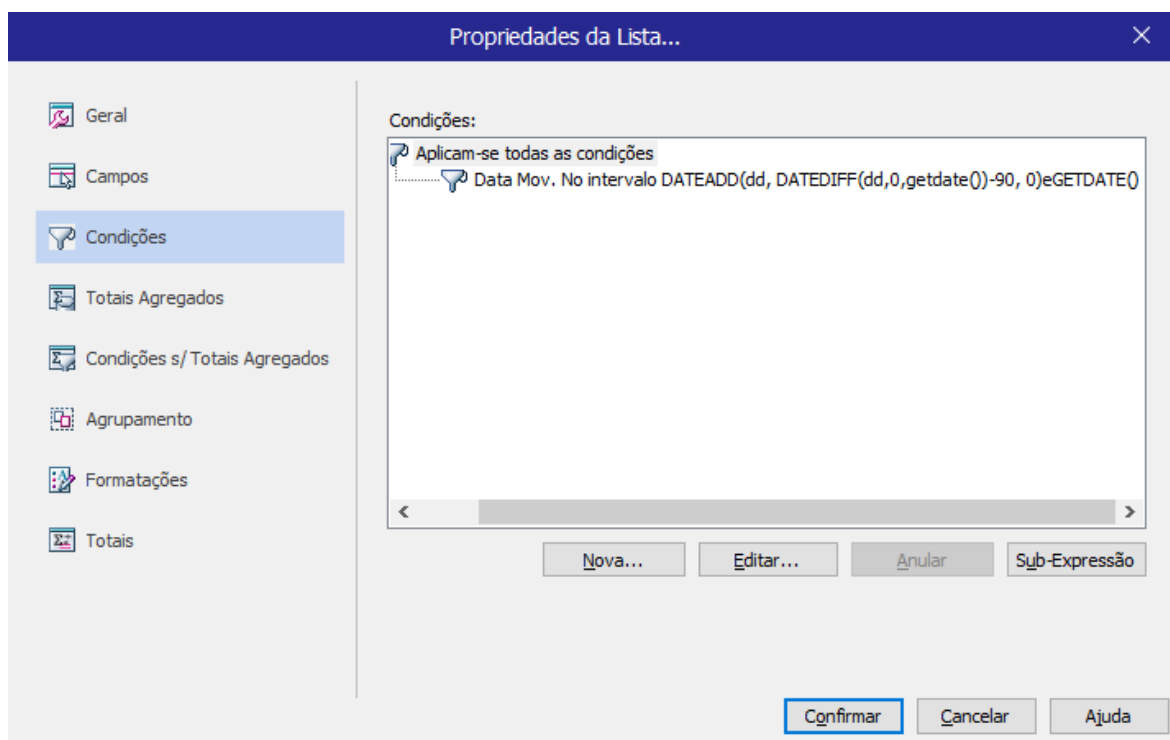 Propriedades da Lista...
Geral
Campos
Condições
Totais Agregados
Condições s/ Totais Agregados
Agrupamento
Formatações
Totais
Condições:
Aplicam-se todas as condições
Data Mov. No intervalo DATEADD(dd, DATEDIFF(dd,0,getdate())-90, 0)eGETDATE()
Nova...
Editar...
Anular
Sub-Expressão
Confirmar
Cancelar
Ajuda